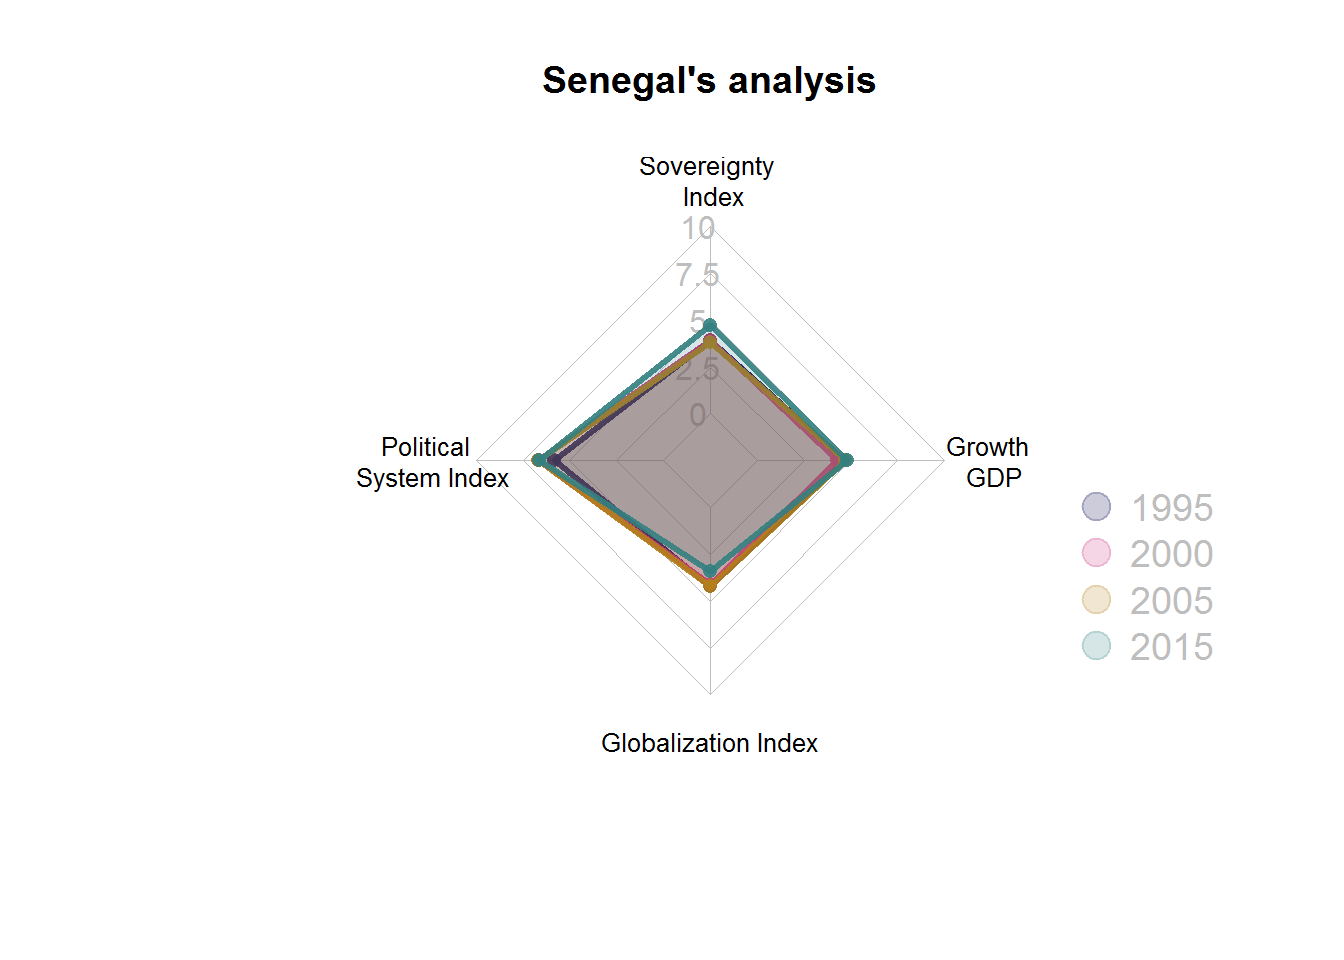 Senegal's analysis
Sovereignty
Index
10
7.5
5
2.5
0
Political
System Index
Growth
GDP
1995
2000
2005
2015
Globalization Index